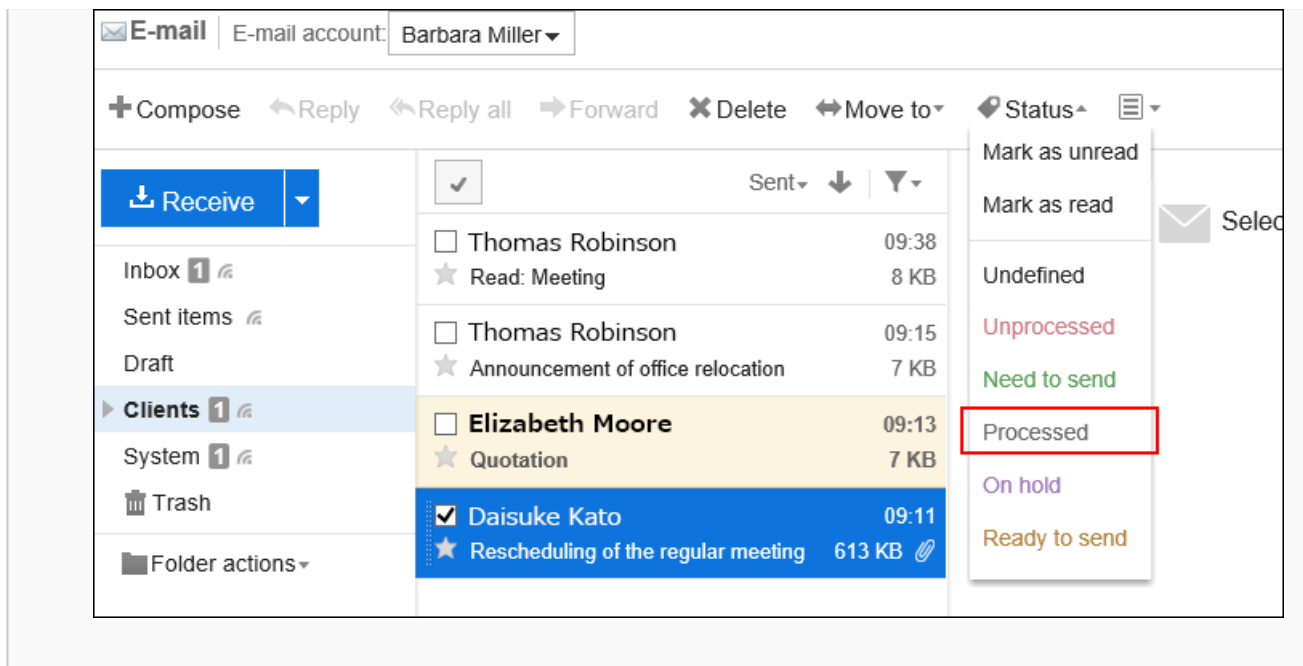 E-mail E-mail account: Barbara Miller
Compose Reply Reply all Forward Delete Move to Status
Mark as unread
Mark as read
Undefined
Unprocessed
Need to send
Processed
On hold
Ready to send
Receive
Inbox 1
Sent items
Draft
Clients 1
System 1
Trash
Folder actions
Sent
Thomas Robinson 09:38
Read: Meeting 8 KB
Thomas Robinson 09:15
Announcement of office relocation 7 KB
Elizabeth Moore 09:13
Quotation 7 KB
Daisuke Kato 09:11
Rescheduling of the regular meeting 613 KB
Selec